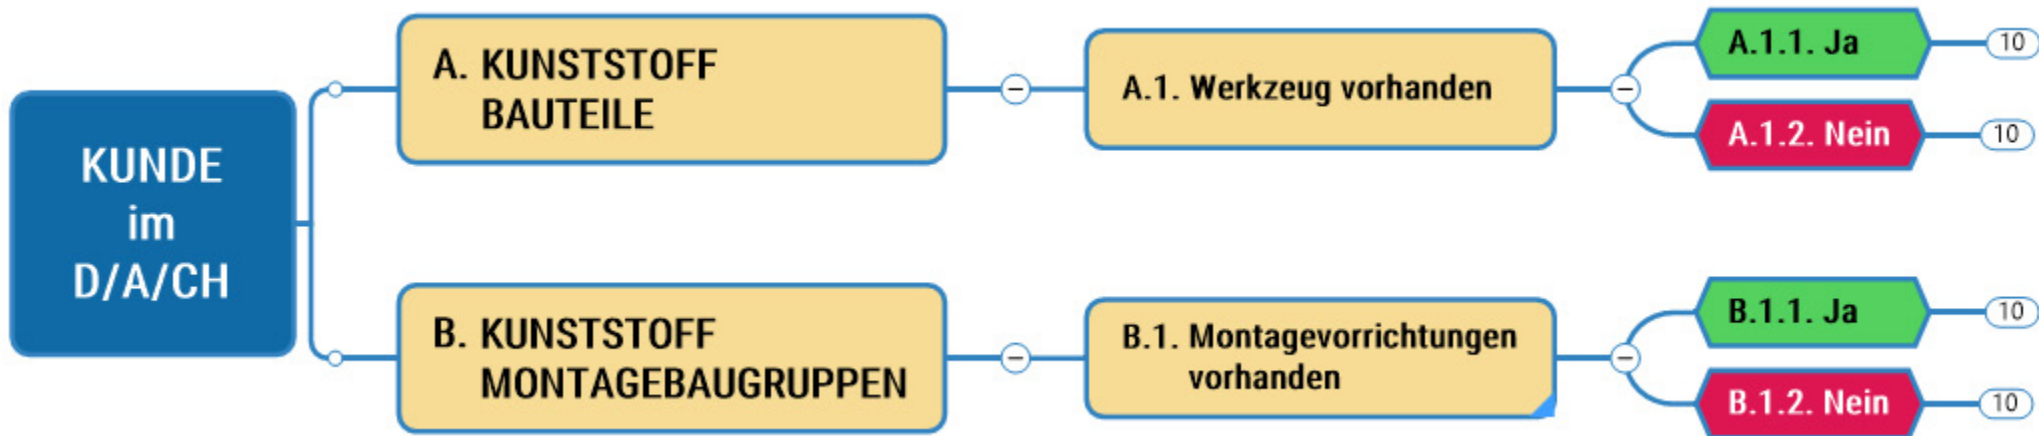 KUNDE
im
D/A/CH
A. KUNSTSTOFF
BAUTEILE
A.1. Werkzeug vorhanden
A.1.1. Ja
10
A.1.2. Nein
10
B. KUNSTSTOFF
MONTAGEBAUGRUPPEN
B.1. Montagevorrichtungen
vorhanden
B.1.1. Ja
10
B.1.2. Nein
10